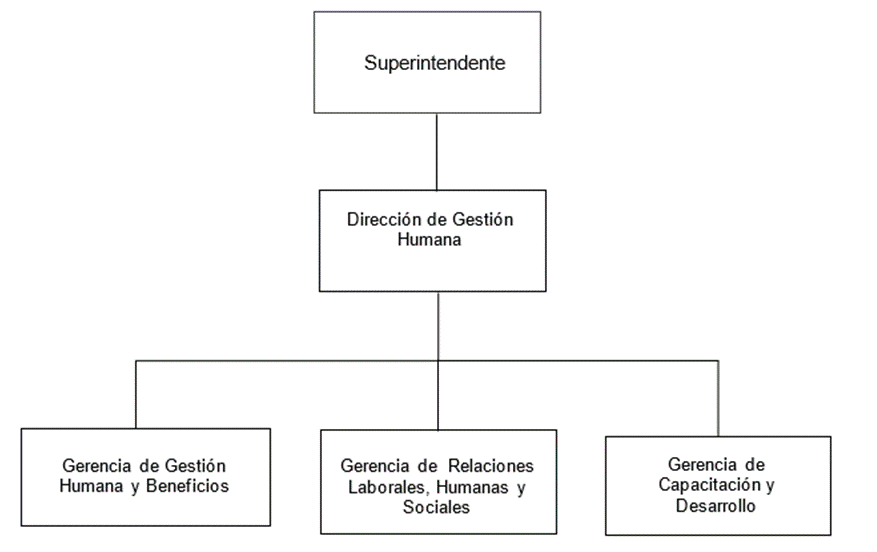 Superintendente
Dirección de Gestión
Humana
Gerencia de Gestión
Humana y Beneficios
Gerencia de Relaciones
Laborales, Humanas y
Sociales
Gerencia de
Capacitación y
Desarrollo